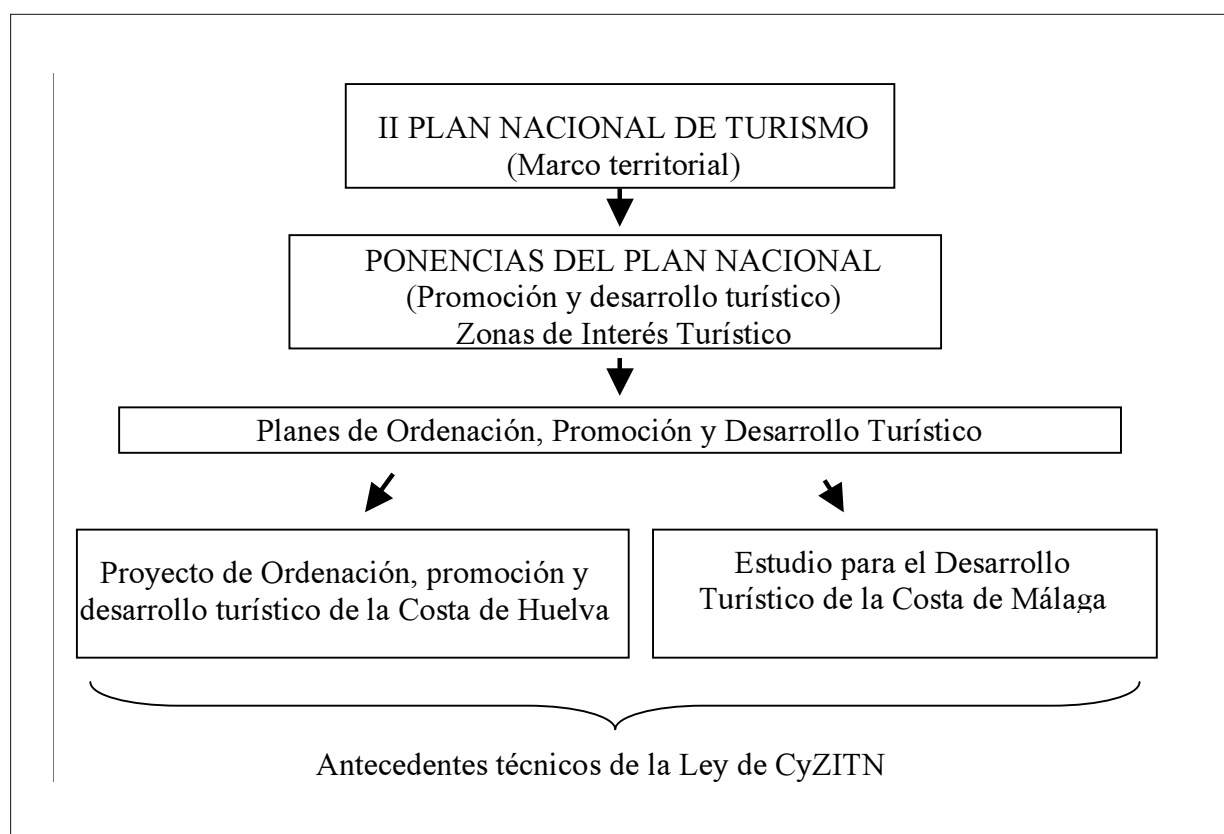 II PLAN NACIONAL DE TURISMO
(Marco territorial)
PONENCIAS DEL PLAN NACIONAL
(Promoción y desarrollo turístico)
Zonas de Interés Turístico
Planes de Ordenación, Promoción y Desarrollo Turístico
Proyecto de Ordenación, promoción y
desarrollo turístico de la Costa de Huelva
Estudio para el Desarrollo
Turístico de la Costa de Málaga
Antecedentes técnicos de la Ley de CyZITN